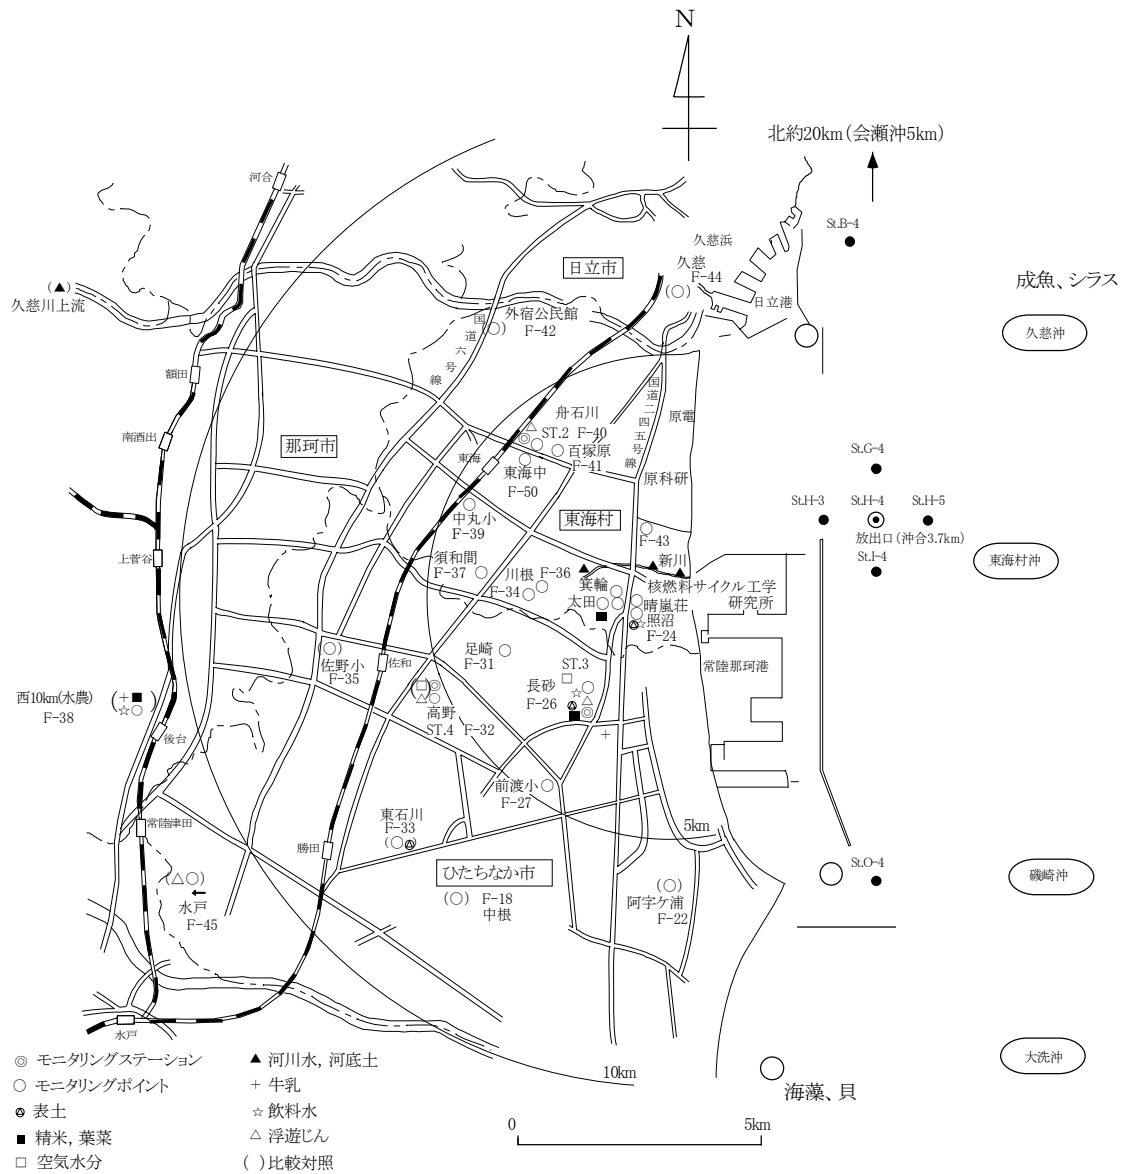 N
北約20km(会瀬沖5km)
河合
St.B-4
久慈浜
日立市
久慈
F-44
(○)
成魚、シラス
(▲)
久慈川上流
日立港
外宿公民館
F-42
国道六号線
久慈沖
額田
国道二四五号線
原電
舟石川
ST.2 F-40
南酒出
那珂市
百塚原
F-41
東海
東海中
F-50
原科研
St.G-4
St.H-3
St.H-4
St.H-5
中丸小
F-39
東海村
放出口(沖合3.7km)
F-43
上菅谷
須和間
F-37
新川
St.I-4
東海村沖
川根 F-36
F-34
箕輪
太田
核燃料サイクル工学
研究所
晴嵐荘
照沼
F-24
足崎
F-31
佐野小
F-35
佐和
ST.3
常陸那珂港
長砂
F-26
高野
ST.4 F-32
西10km(水農)
F-38
後台
前渡小
F-27
常陸津田
東石川
F-33
5km
勝田
ひたちなか市
F-18
中根
阿字ケ浦
F-22
St.O-4
磯崎沖
水戸
F-45
水戸
10km
大洗沖
海藻、貝
◎ モニタリングステーション
○ モニタリングポイント
表土
■ 精米, 葉菜
□ 空気水分
▲ 河川水, 河底土
+ 牛乳
☆ 飲料水
△ 浮遊じん
( ) 比較対照
0
5km